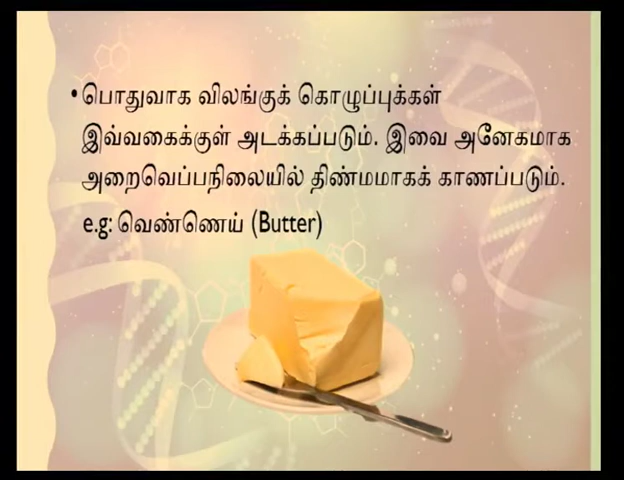 •பொதுவாக விலங்குக் கொழுப்புக்கள்
இவ்வகைக்குள் அடக்கப்படும். இவை அனேகமாக
அறைவெப்பநிலையில் திண்மமாகக் காணப்படும்.
e.g: வெண்ணெய் (Butter)